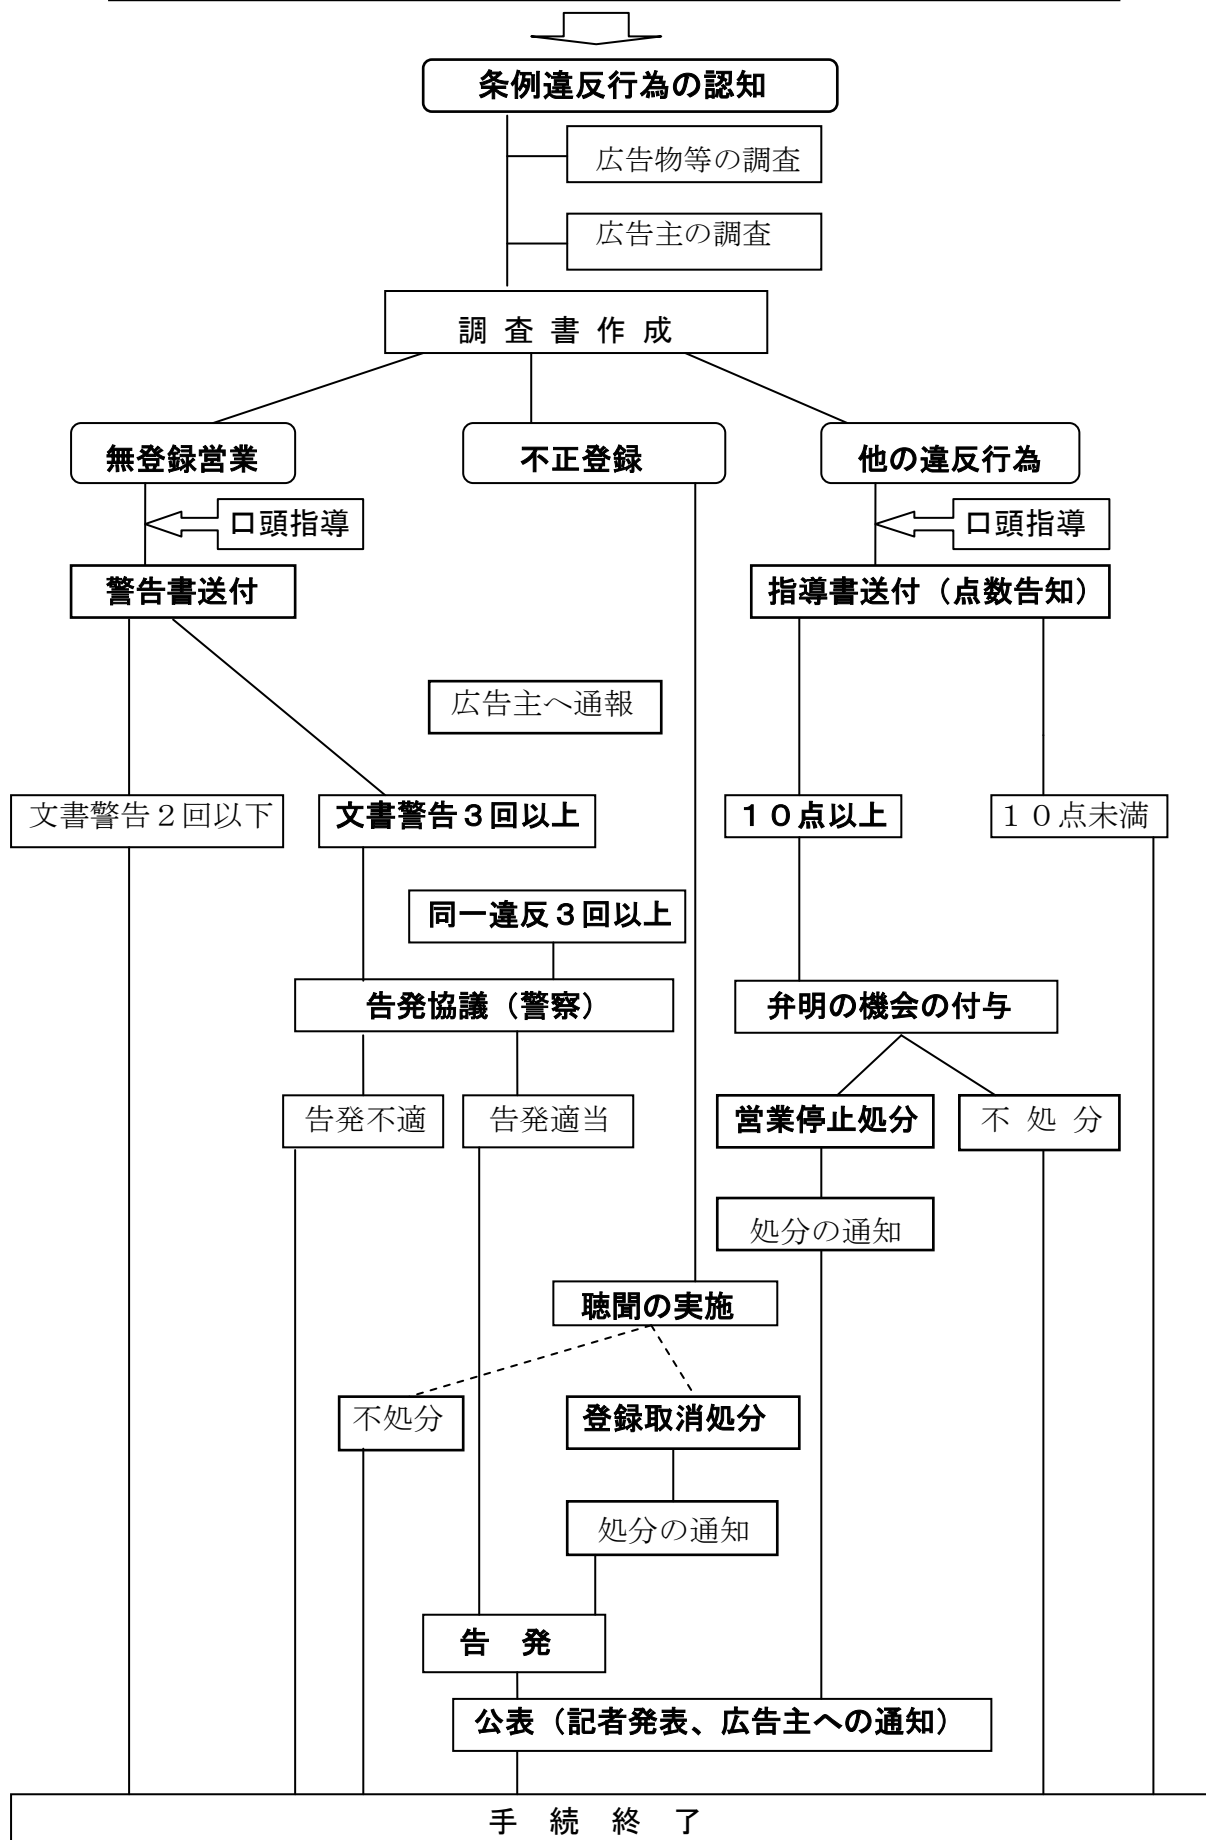 条例違反行為の認知
広告物等の調査
広告主の調査
調査書作成
無登録営業
不正登録
他の違反行為
口頭指導
口頭指導
警告書送付
指導書送付（点数告知）
広告主へ通報
文書警告２回以下
文書警告３回以上
１０点以上
１０点未満
同一違反３回以上
告発協議（警察）
弁明の機会の付与
告発不適
告発適当
営業停止処分
不処分
処分の通知
聴聞の実施
不処分
登録取消処分
処分の通知
告発
公表（記者発表、広告主への通知）
手続終了